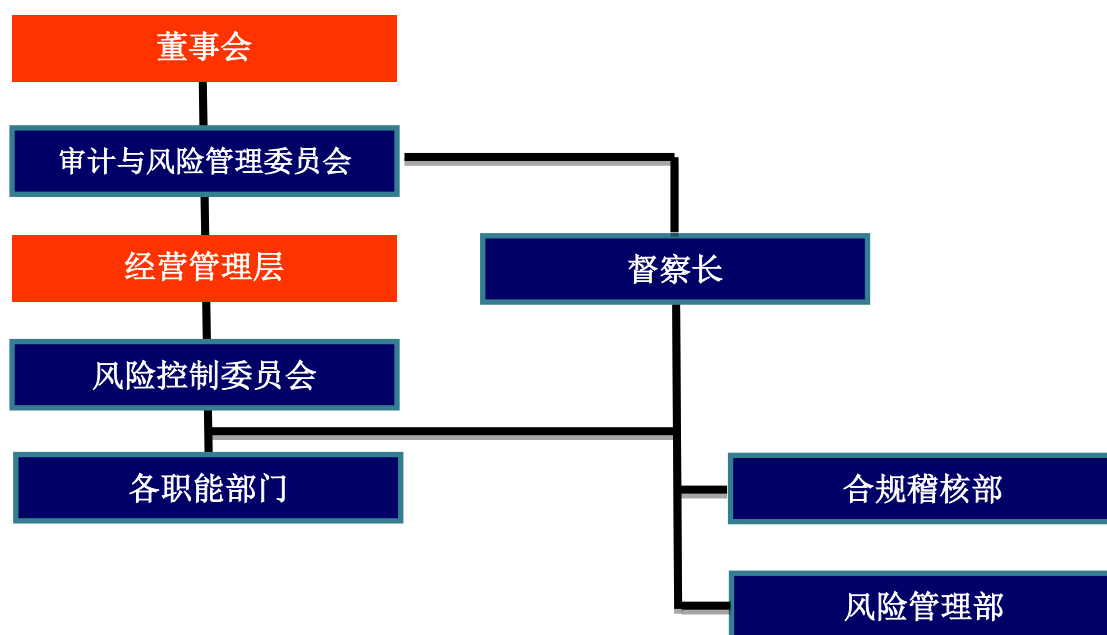 董事会
审计与风险管理委员会
经营管理层
督察长
风险控制委员会
各职能部门
合规稽核部
风险管理部